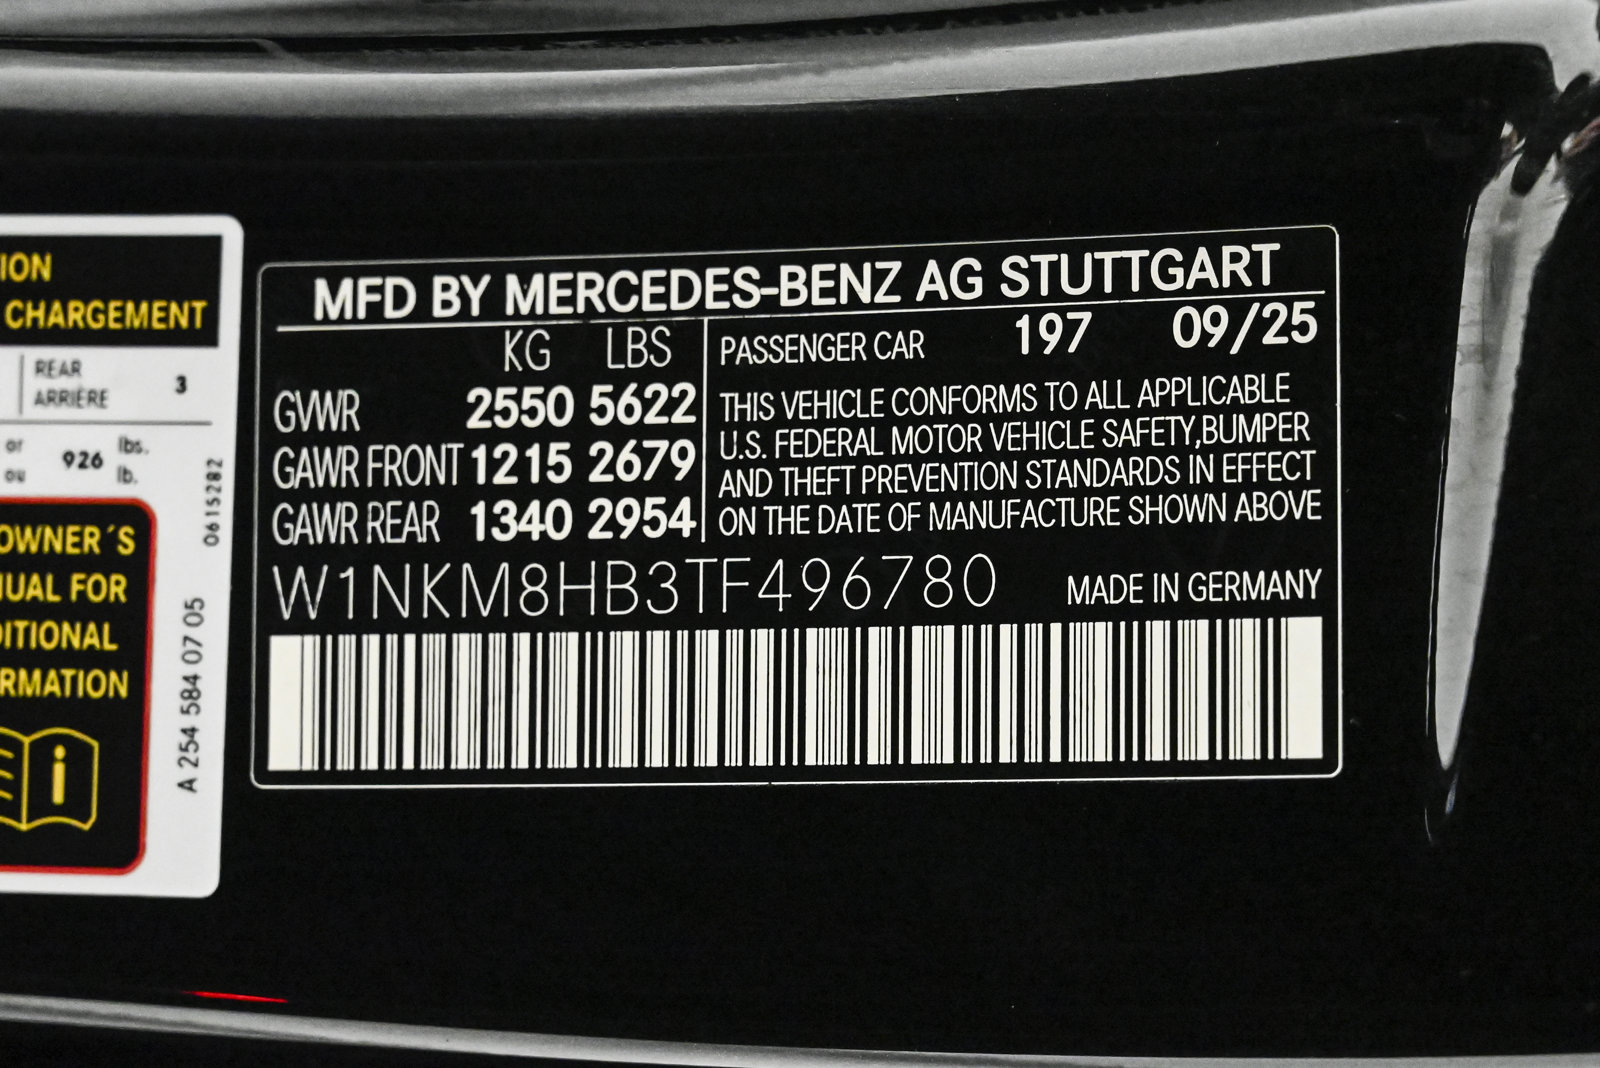 ION
CHARGEMENT
REAR
ARRIÈRE
3
or
ou
926
lbs.
lb.
OWNER´S
UAL FOR
DITIONAL
RMATION
i
0615282
A 254 584 07 05
MFD BY MERCEDES-BENZ AG STUTTGART
KG LBS
GVWR 2550 5622
GAWR FRONT 1215 2679
GAWR REAR 1340 2954
PASSENGER CAR 197 09/25
THIS VEHICLE CONFORMS TO ALL APPLICABLE
U.S. FEDERAL MOTOR VEHICLE SAFETY,BUMPER
AND THEFT PREVENTION STANDARDS IN EFFECT
ON THE DATE OF MANUFACTURE SHOWN ABOVE
W1NKM8HB3TF496780
MADE IN GERMANY